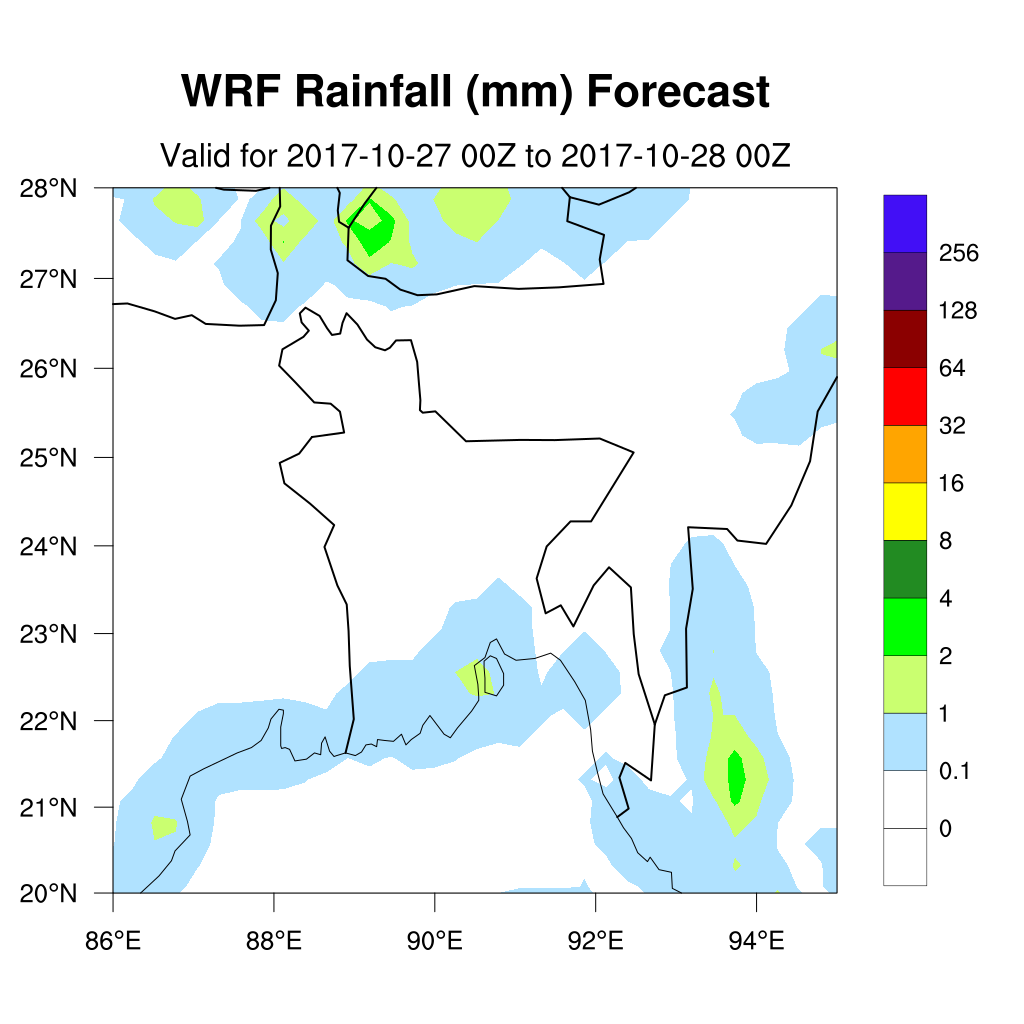 WRF Rainfall (mm) Forecast
Valid for 2017-10-27 00Z to 2017-10-28 00Z
28°N
27°N
26°N
25°N
24°N
23°N
22°N
21°N
20°N
86°E 88°E 90°E 92°E 94°E
256
128
64
32
16
8
4
2
1
0.1
0